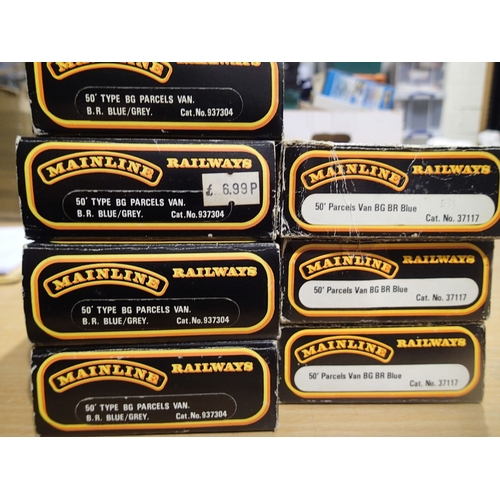 MAINLINE
50' TYPE BG PARCELS VAN.
B.R. BLUE/GREY. Cat.No.937304
MAINLINE RAILWAYS
£ 6.99P
50' TYPE BG PARCELS VAN.
B.R. BLUE/GREY. Cat.No.937304
MAINLINE RAILWAYS
50' TYPE BG PARCELS VAN.
B.R. BLUE/GREY. Cat.No.937304
MAINLINE RAILWAYS
50' TYPE BG PARCELS VAN.
B.R. BLUE/GREY. Cat.No.937304
MAINLINE RAILWAYS
50' Parcels Van BG BR Blue
Cat. No. 37117
MAINLINE RAILWAYS
50' Parcels Van BG BR Blue
Cat. No. 37117
MAINLINE RAILWAYS
50' Parcels Van BG BR Blue
Cat. No. 37117